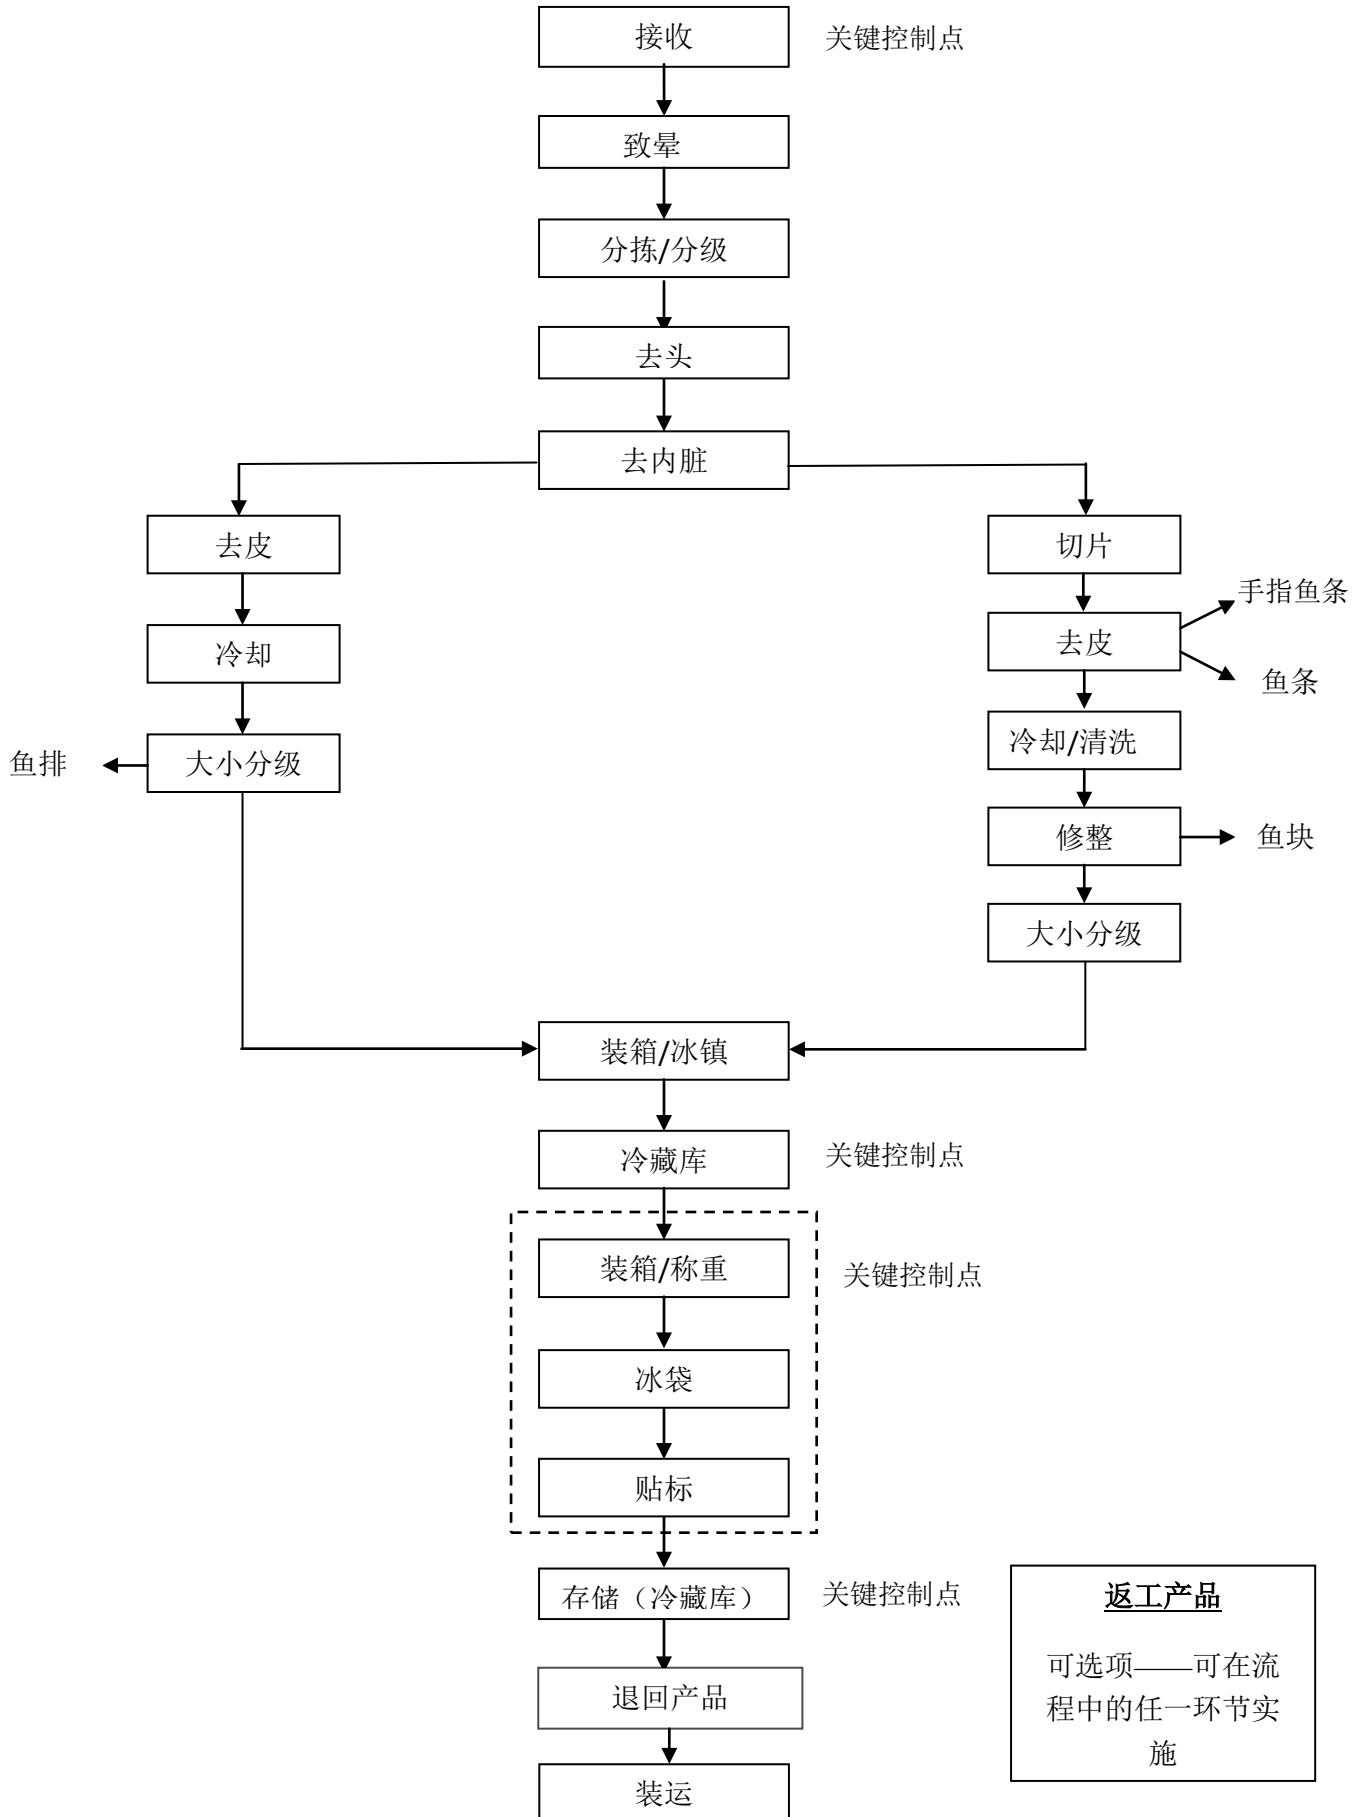 接收
关键控制点
致晕
分拣/分级
去头
去内脏
去皮
切片
手指鱼条
去皮
冷却
鱼条
冷却/清洗
鱼排
大小分级
修整
鱼块
大小分级
装箱/冰镇
冷藏库
关键控制点
装箱/称重
关键控制点
冰袋
贴标
存储（冷藏库）
关键控制点
返工产品
可选项——可在流
程中的任一环节实
施
退回产品
装运